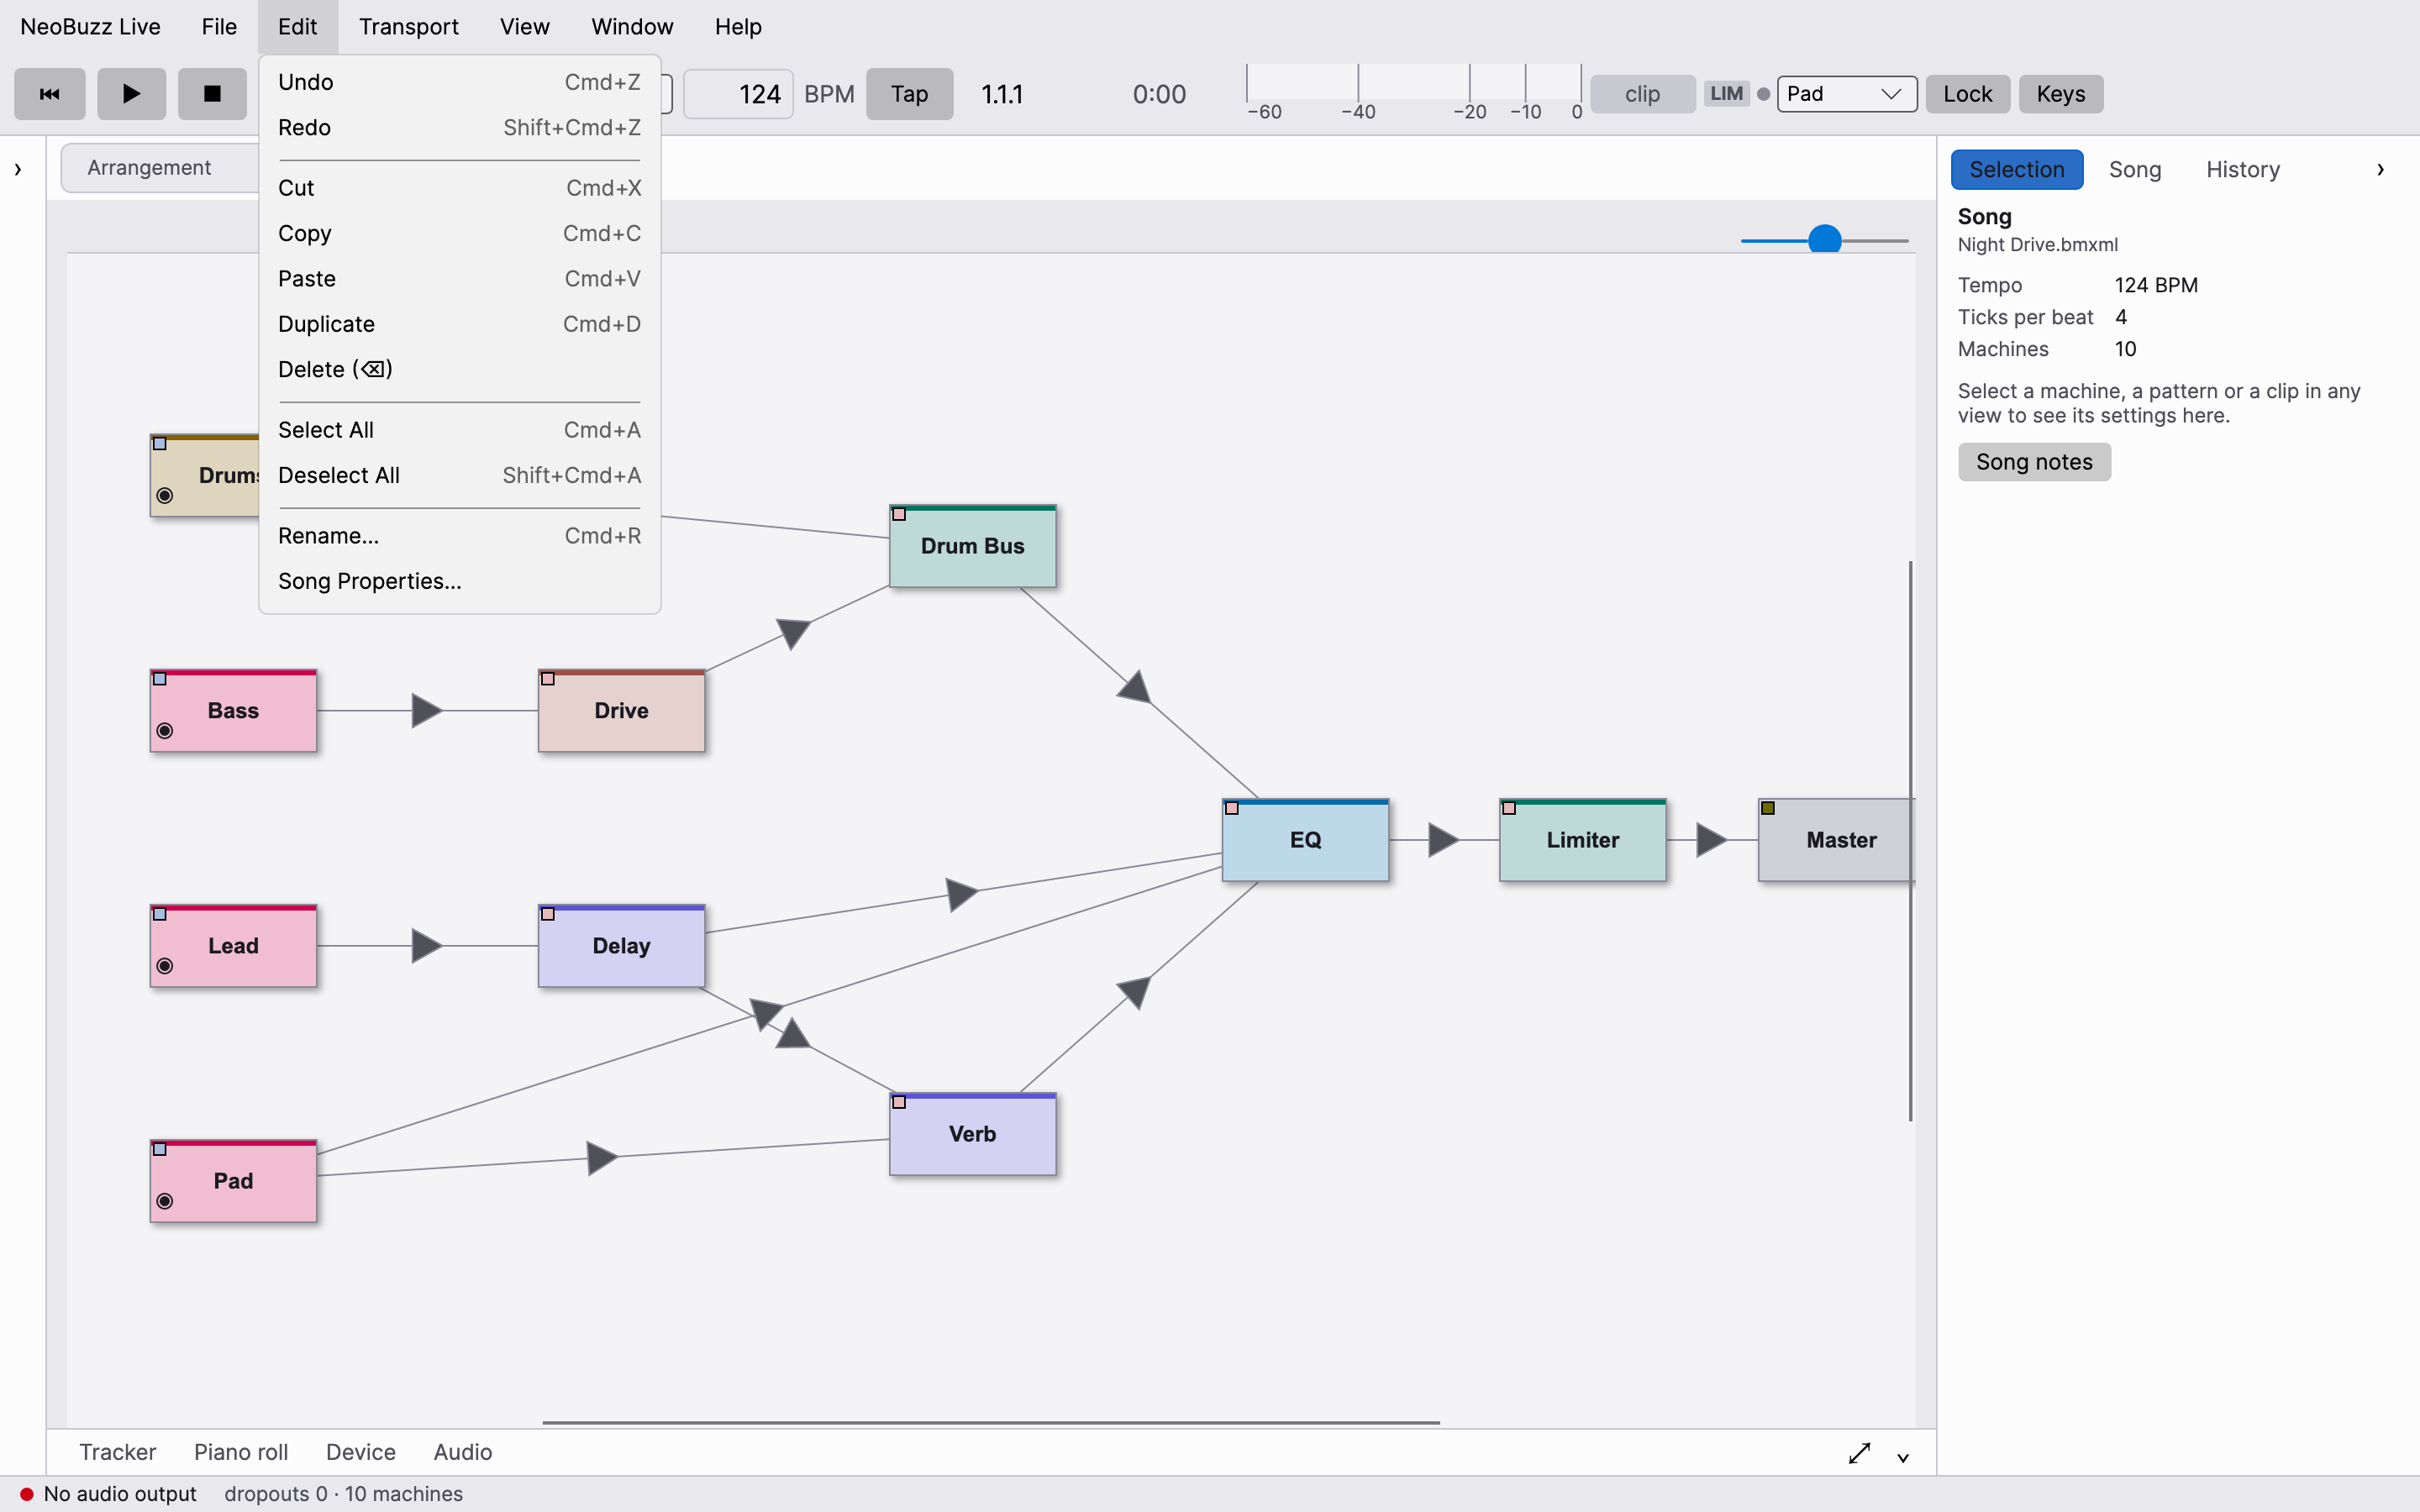 NeoBuzz Live File Edit Transport View Window Help
124 BPM Tap 1.1.1 0:00 −60 −40 −20 −10 0 clip LIM Pad Lock Keys
Undo Cmd+Z
Redo Shift+Cmd+Z
Cut Cmd+X
Copy Cmd+C
Paste Cmd+V
Duplicate Cmd+D
Delete (⌫)
Select All Cmd+A
Deselect All Shift+Cmd+A
Rename... Cmd+R
Song Properties...
Arrangement
Drums
Drum Bus
Bass
Drive
EQ
Limiter
Master
Lead
Delay
Verb
Pad
Selection Song History
Song
Night Drive.bmxml
Tempo 124 BPM
Ticks per beat 4
Machines 10
Select a machine, a pattern or a clip in any
view to see its settings here.
Song notes
Tracker Piano roll Device Audio
No audio output dropouts 0 · 10 machines